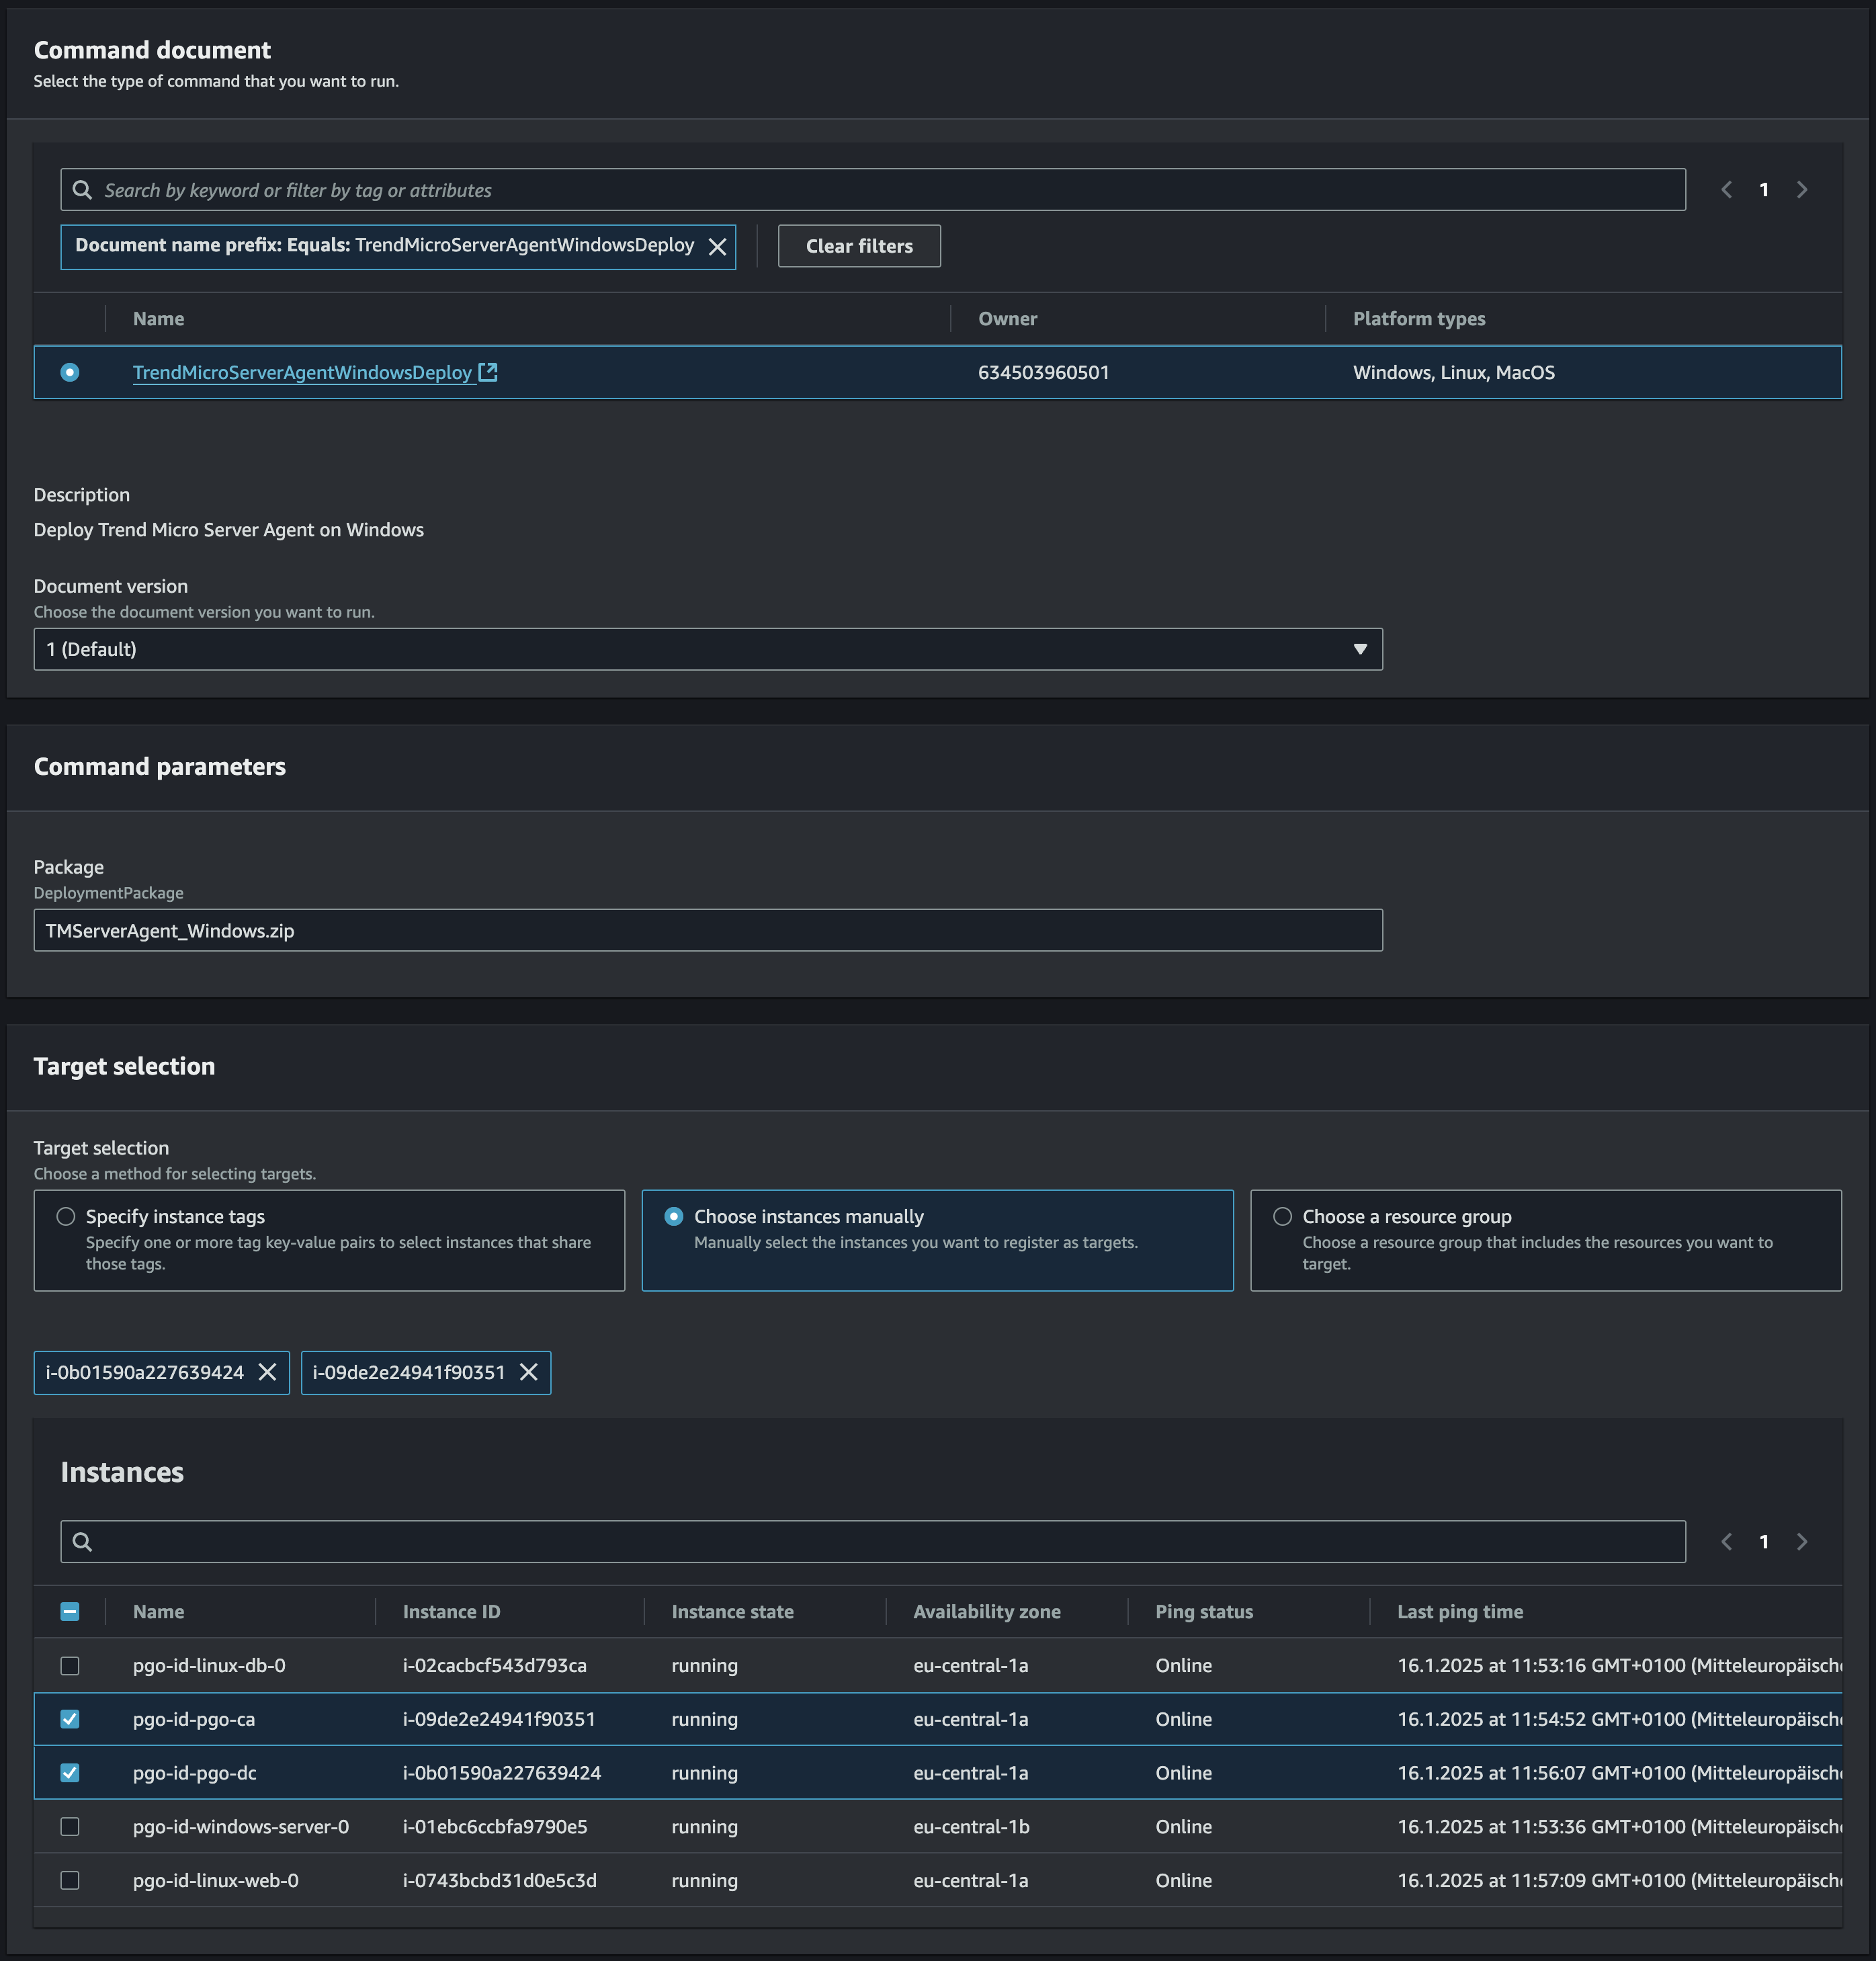 Command document
Select the type of command that you want to run.
Search by keyword or filter by tag or attributes
1
Document name prefix: Equals: TrendMicroServerAgentWindowsDeploy
Clear filters
Name Owner Platform types
TrendMicroServerAgentWindowsDeploy 634503960501 Windows, Linux, MacOS
Description
Deploy Trend Micro Server Agent on Windows
Document version
Choose the document version you want to run.
1 (Default)
Command parameters
Package
DeploymentPackage
TMServerAgent_Windows.zip
Target selection
Target selection
Choose a method for selecting targets.
Specify instance tags
Specify one or more tag key-value pairs to select instances that share
those tags.
Choose instances manually
Manually select the instances you want to register as targets.
Choose a resource group
Choose a resource group that includes the resources you want to
target.
i-0b01590a227639424 i-09de2e24941f90351
Instances
1
Name Instance ID Instance state Availability zone Ping status Last ping time
pgo-id-linux-db-0 i-02cacbcf543d793ca running eu-central-1a Online 16.1.2025 at 11:53:16 GMT+0100 (Mitteleuropäische
pgo-id-pgo-ca i-09de2e24941f90351 running eu-central-1a Online 16.1.2025 at 11:54:52 GMT+0100 (Mitteleuropäische
pgo-id-pgo-dc i-0b01590a227639424 running eu-central-1a Online 16.1.2025 at 11:56:07 GMT+0100 (Mitteleuropäische
pgo-id-windows-server-0 i-01ebc6ccbfa9790e5 running eu-central-1b Online 16.1.2025 at 11:53:36 GMT+0100 (Mitteleuropäische
pgo-id-linux-web-0 i-0743bcbd31d0e5c3d running eu-central-1a Online 16.1.2025 at 11:57:09 GMT+0100 (Mitteleuropäische